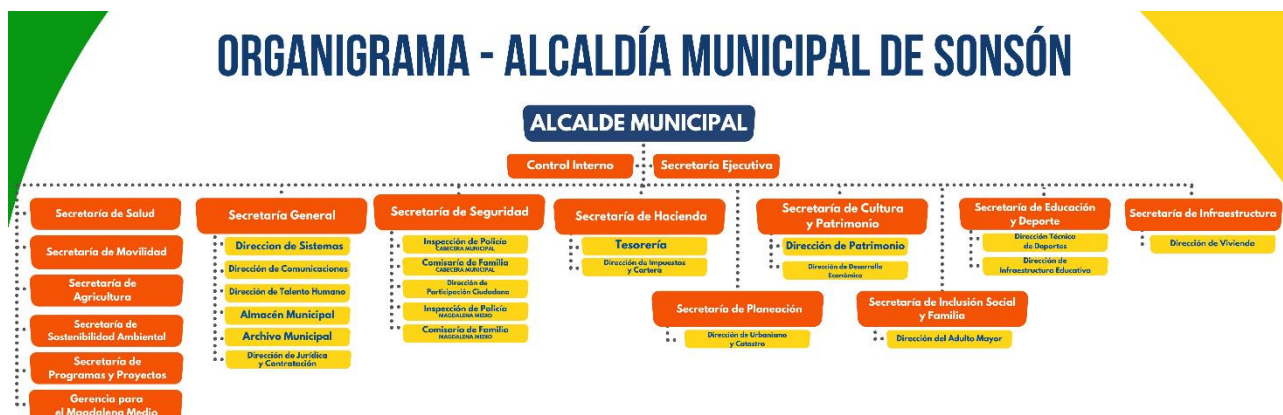 ORGANIGRAMA - ALCALDÍA MUNICIPAL DE SONSÓN
ALCALDE MUNICIPAL
Control Interno
Secretaría Ejecutiva
Secretaría de Salud
Secretaría de Movilidad
Secretaría de
Agricultura
Secretaría de
Sostenibilidad Ambiental
Secretaría de
Programas y Proyectos
Gerencia para
el Magdalena Medio
Secretaría General
Direccion de Sistemas
Dirección de Comunicaciones
Dirección de Talento Humano
Almacén Municipal
Archivo Municipal
Dirección de Jurídica
y Contratación
Secretaría de Seguridad
Inspección de Policía
CABECERA MUNICIPAL
Comisaría de Familia
CABECERA MUNICIPAL
Dirección de
Participación Ciudadana
Inspección de Policía
MAGDALENA MEDIO
Comisaría de Familia
MAGDALENA MEDIO
Secretaría de Hacienda
Tesorería
Dirección de Impuestos
y Cartera
Secretaría de Planeación
Dirección de Urbanismo
y Catastro
Secretaría de Cultura
y Patrimonio
Dirección de Patrimonio
Dirección de Desarrollo
Económico
Secretaría de Inclusión Social
y Familia
Dirección del Adulto Mayor
Secretaría de Educación
y Deporte
Dirección Técnica
de Deportes
Dirección de
Infraestructura Educativa
Secretaría de Infraestructura
Dirección de Vivienda